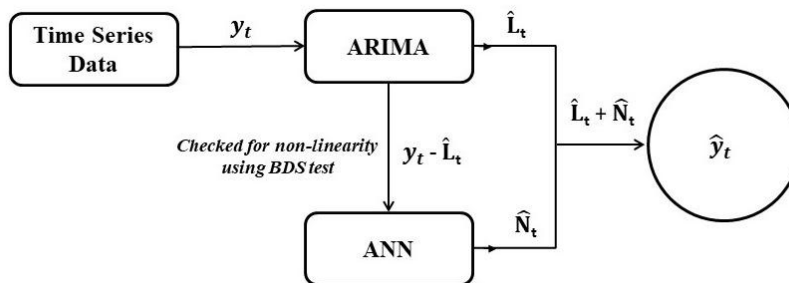 Time Series
Data
y_t
ARIMA
L̂_t
Checked for non-linearity
using BDS test
y_t - L̂_t
L̂_t + N̂_t
ŷ_t
ANN
N̂_t